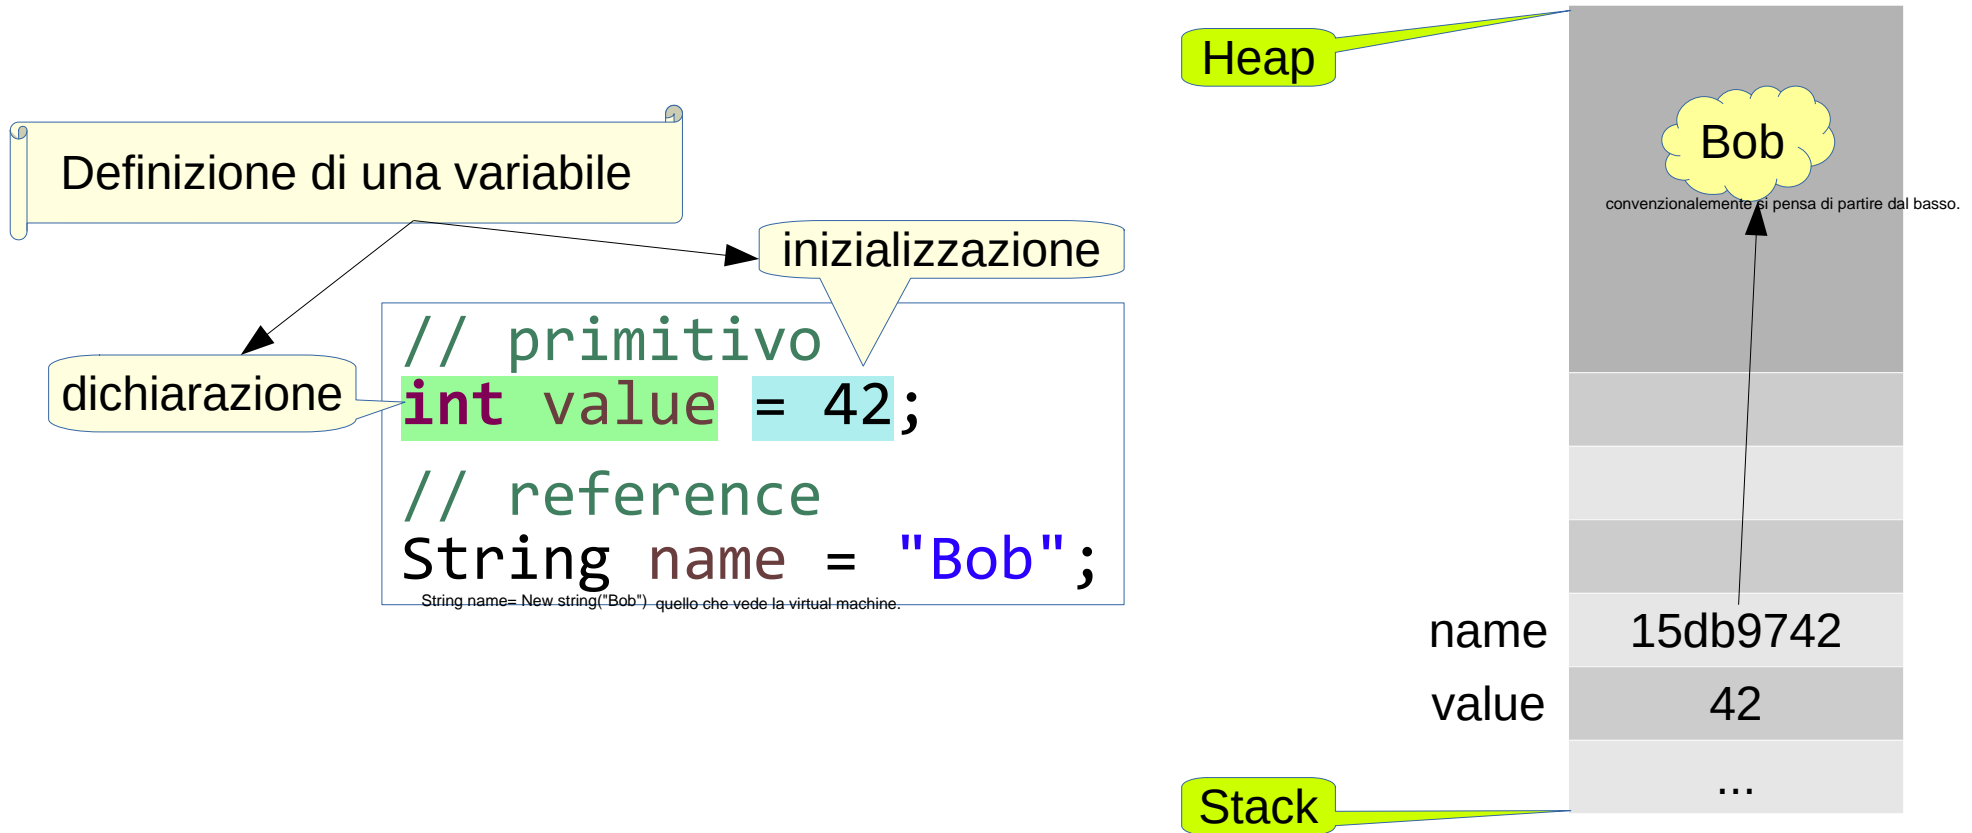 Definizione di una variabile
inizializzazione
dichiarazione
// primitivo
int value = 42;
// reference
String name = "Bob";
String name= New string("Bob") quello che vede la virtual machine.
Heap
Bob
convenzionalemente si pensa di partire dal basso.
name 15db9742
value 42
...
Stack